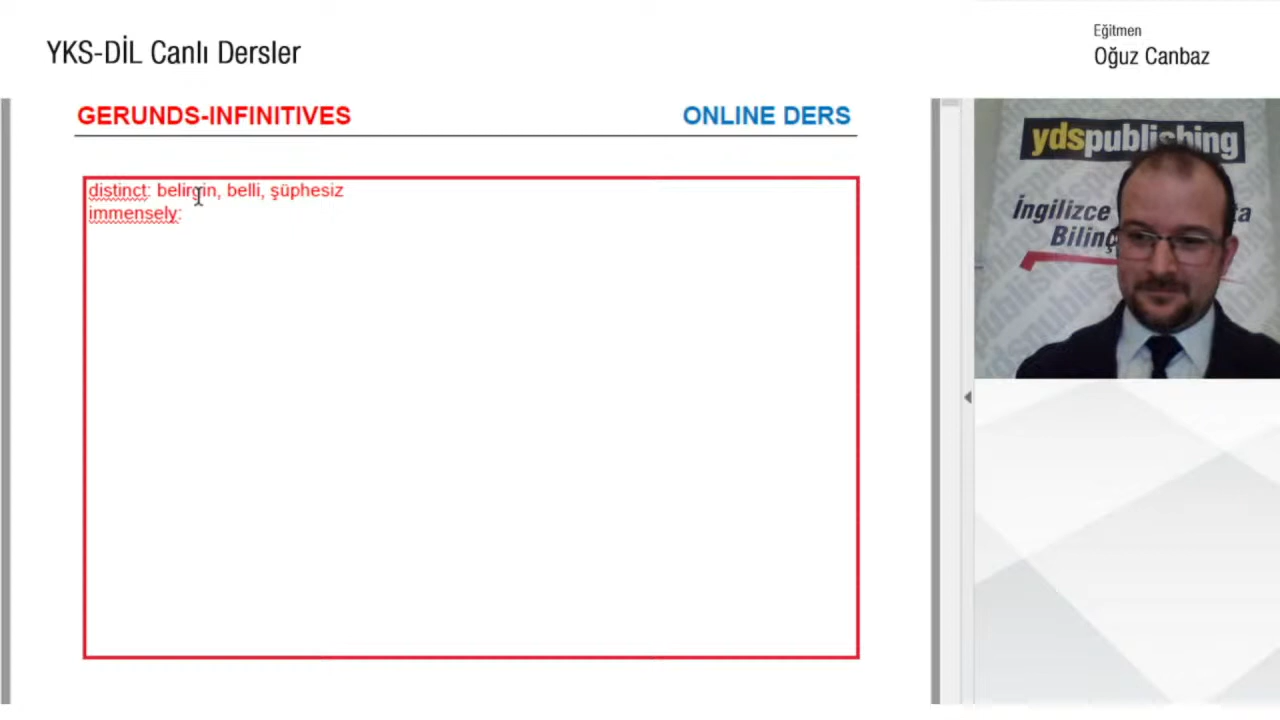 YKS-DİL Canlı Dersler
Eğitmen
Oğuz Canbaz
GERUNDS-INFINITIVES
ONLINE DERS
distinct: belirgin, belli, şüphesiz
immensely:
ydspublishing
İngilizce
Bilinç